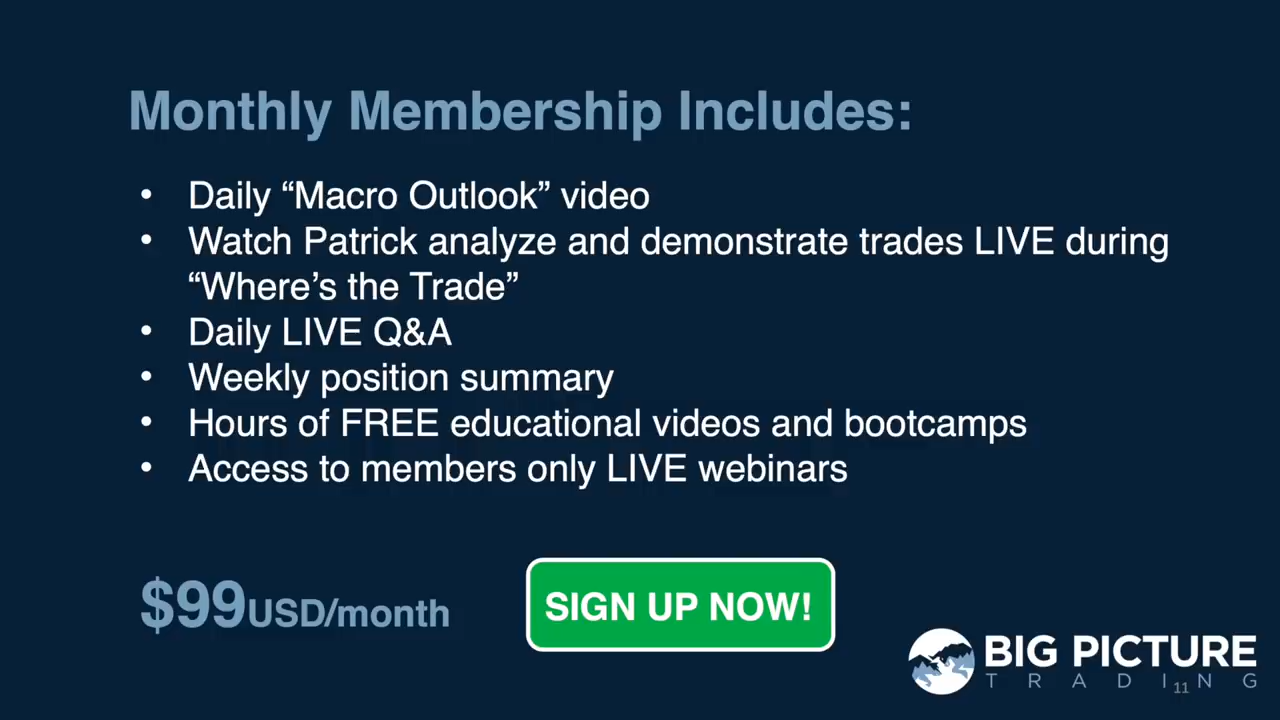 Monthly Membership Includes:
• Daily “Macro Outlook” video
• Watch Patrick analyze and demonstrate trades LIVE during
“Where’s the Trade”
• Daily LIVE Q&A
• Weekly position summary
• Hours of FREE educational videos and bootcamps
• Access to members only LIVE webinars
$99USD/month
SIGN UP NOW!
BIG PICTURE
TRADING
11